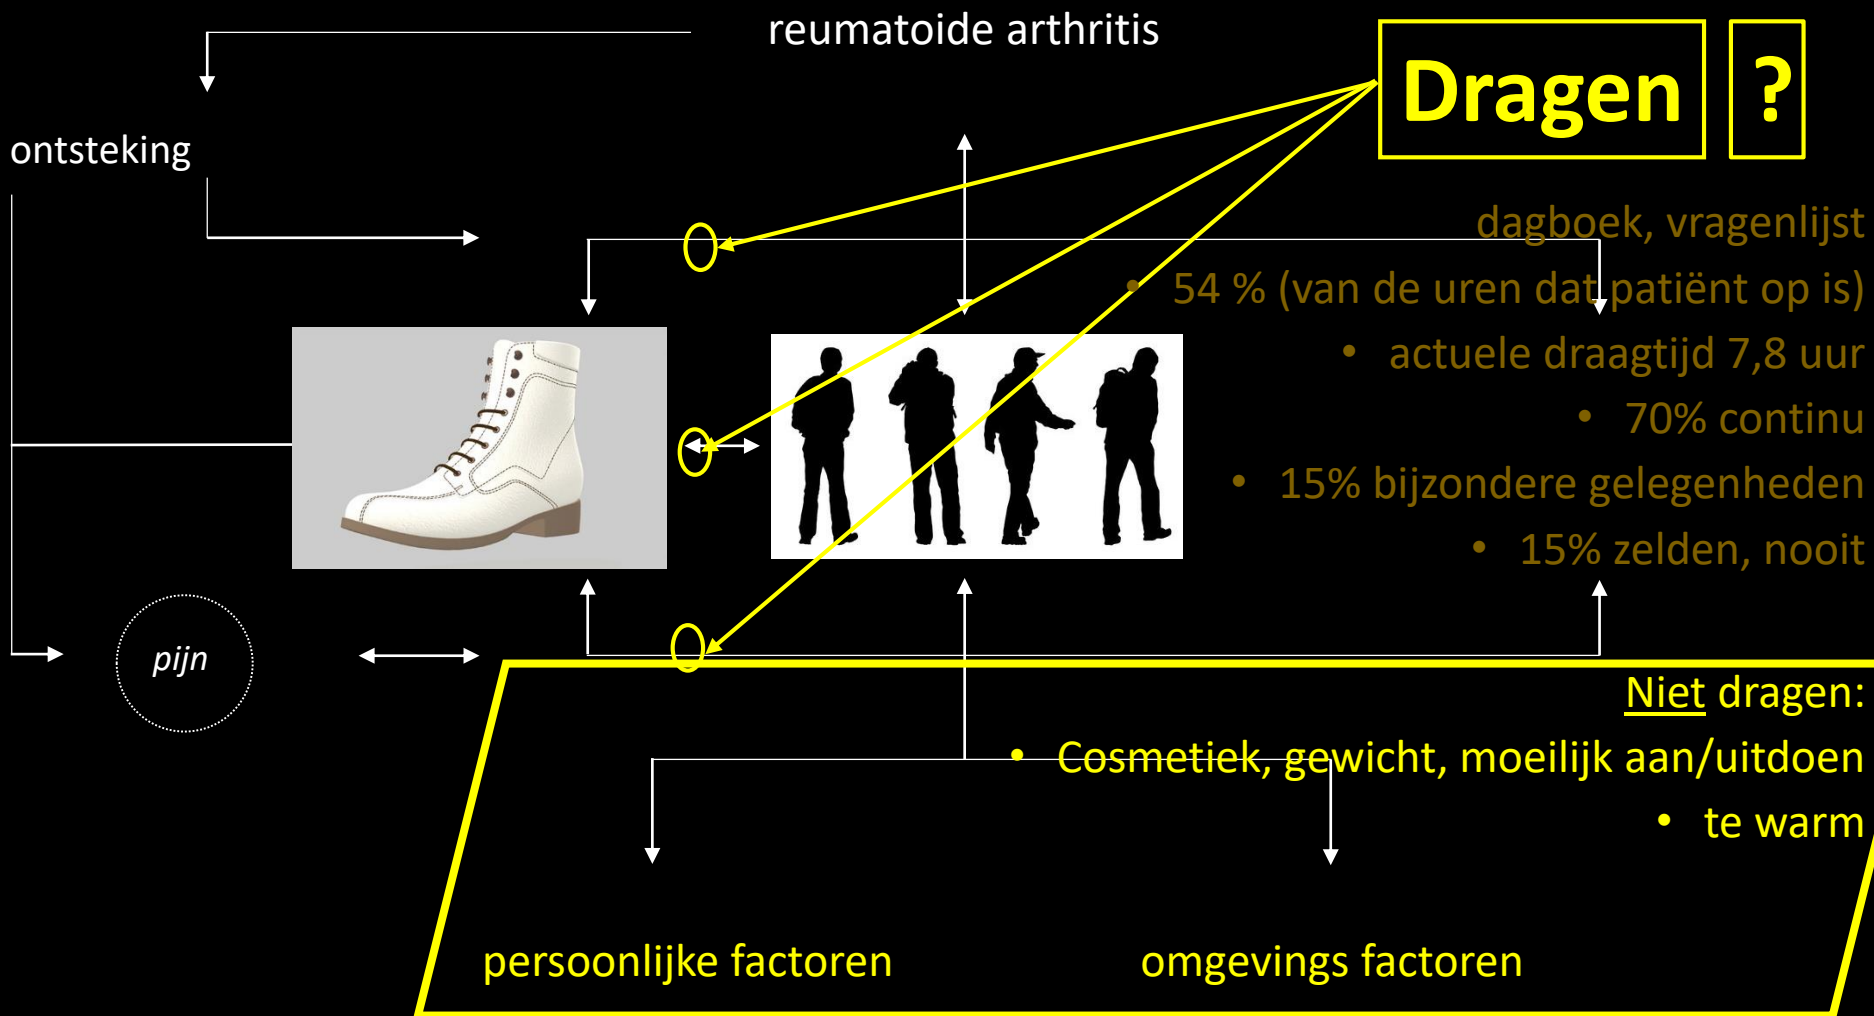 reumatoide arthritis
Dragen ?
ontsteking
dagboek, vragenlijst
• 54 % (van de uren dat patiënt op is)
• actuele draagtijd 7,8 uur
• 70% continu
• 15% bijzondere gelegenheden
• 15% zelden, nooit
pijn
Niet dragen:
• Cosmetiek, gewicht, moeilijk aan/uitdoen
• te warm
persoonlijke factoren
omgevings factoren